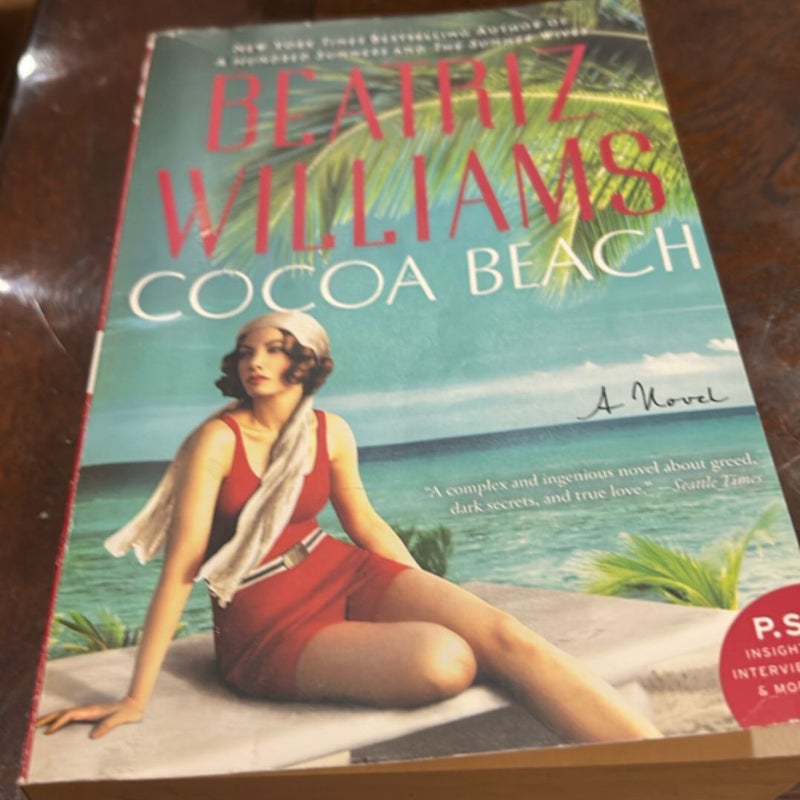 NEW YORK TIMES BESTSELLING AUTHOR OF
A HUNDRED SUMMERS AND THE SUMMER WIVES
BEATRIZ
WILLIAMS
COCOA BEACH
A Novel
"A complex and ingenious novel about greed,
dark secrets, and true love." —Seattle Times
P.S
INSIGHT
INTERVIE
& MOR